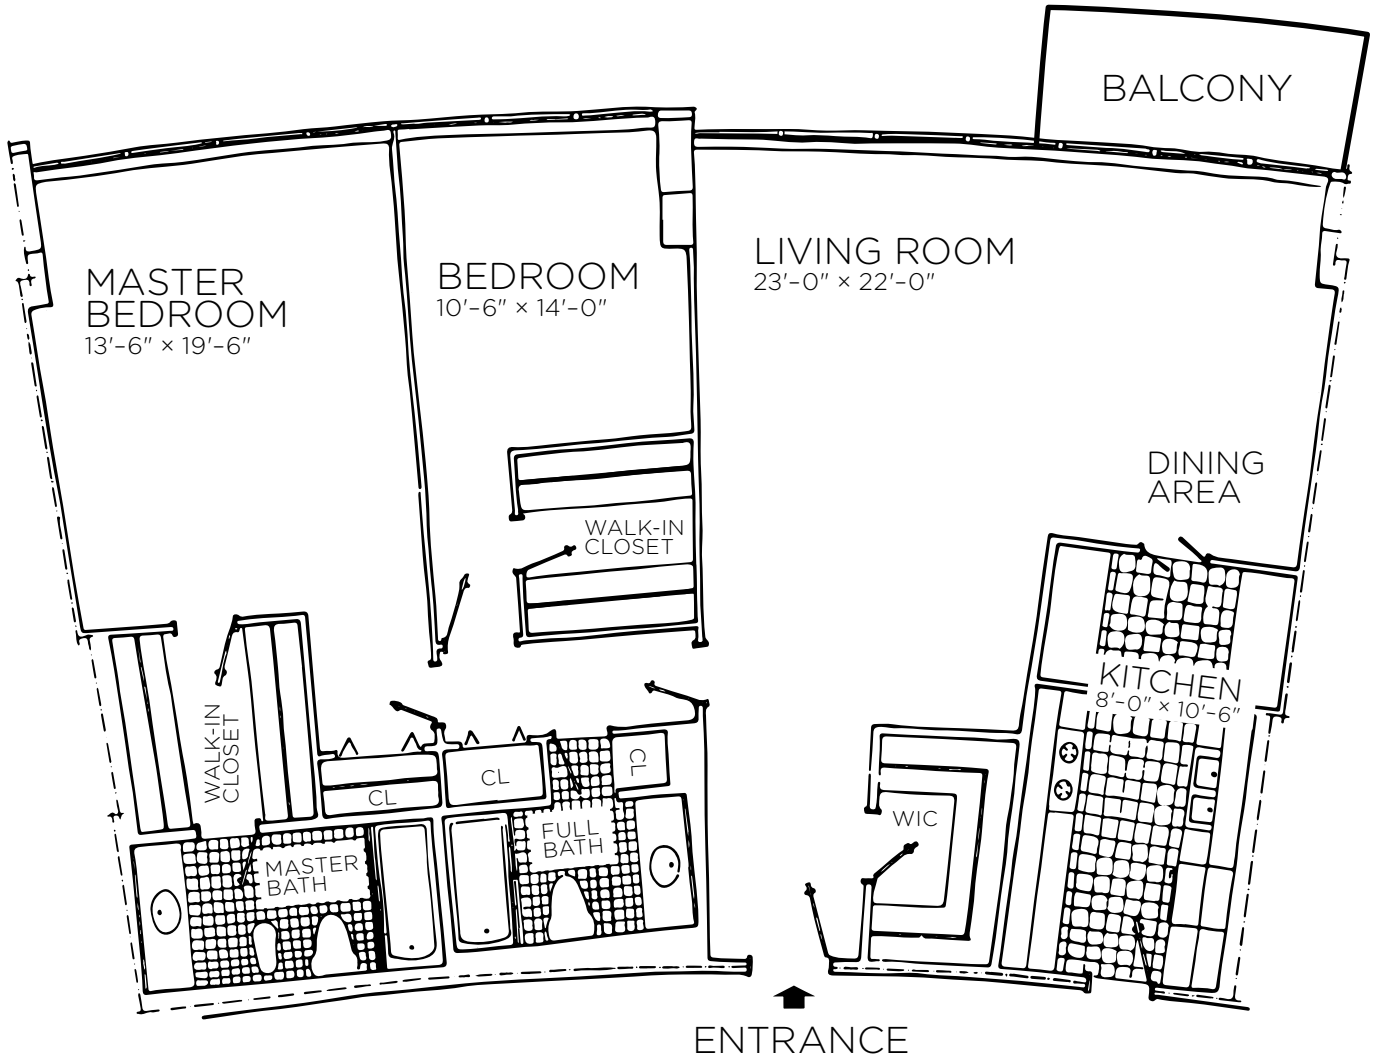 BALCONY
LIVING ROOM
23'-0" × 22'-0"
BEDROOM
10'-6" × 14'-0"
MASTER
BEDROOM
13'-6" × 19'-6"
DINING
AREA
WALK-IN
CLOSET
KITCHEN
8'-0" × 10'-6"
WALK-IN
CLOSET
CL
CL
CL
WIC
FULL
BATH
MASTER
BATH
ENTRANCE